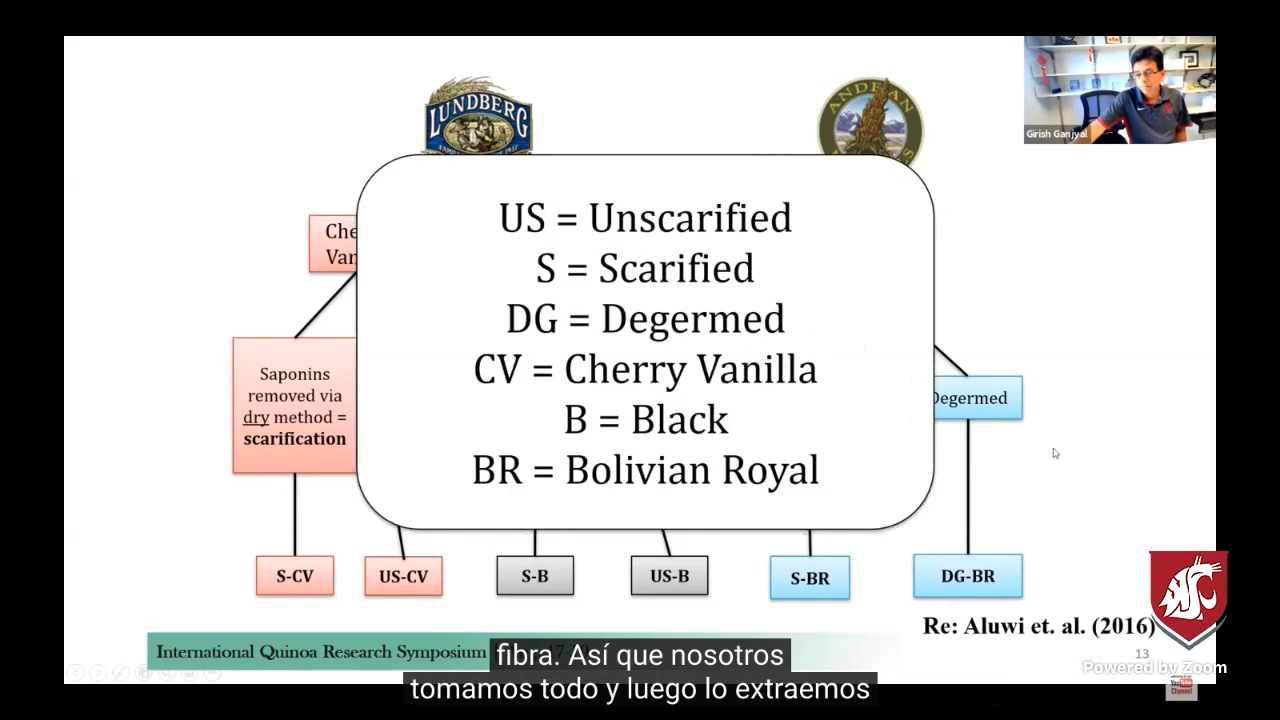 LUNDBERG
ANDEAN
Girish Ganjyal
US = Unscarified
S = Scarified
DG = Degermed
CV = Cherry Vanilla
B = Black
BR = Bolivian Royal
Che
Van
Saponins
removed via
dry method =
scarification
Degermed
S-CV
US-CV
S-B
US-B
S-BR
DG-BR
Re: Aluwi et. al. (2016)
International Quinoa Research Symposium
13
Powered by Zoom
fibra. Así que nosotros
tomamos todo y luego lo extraemos